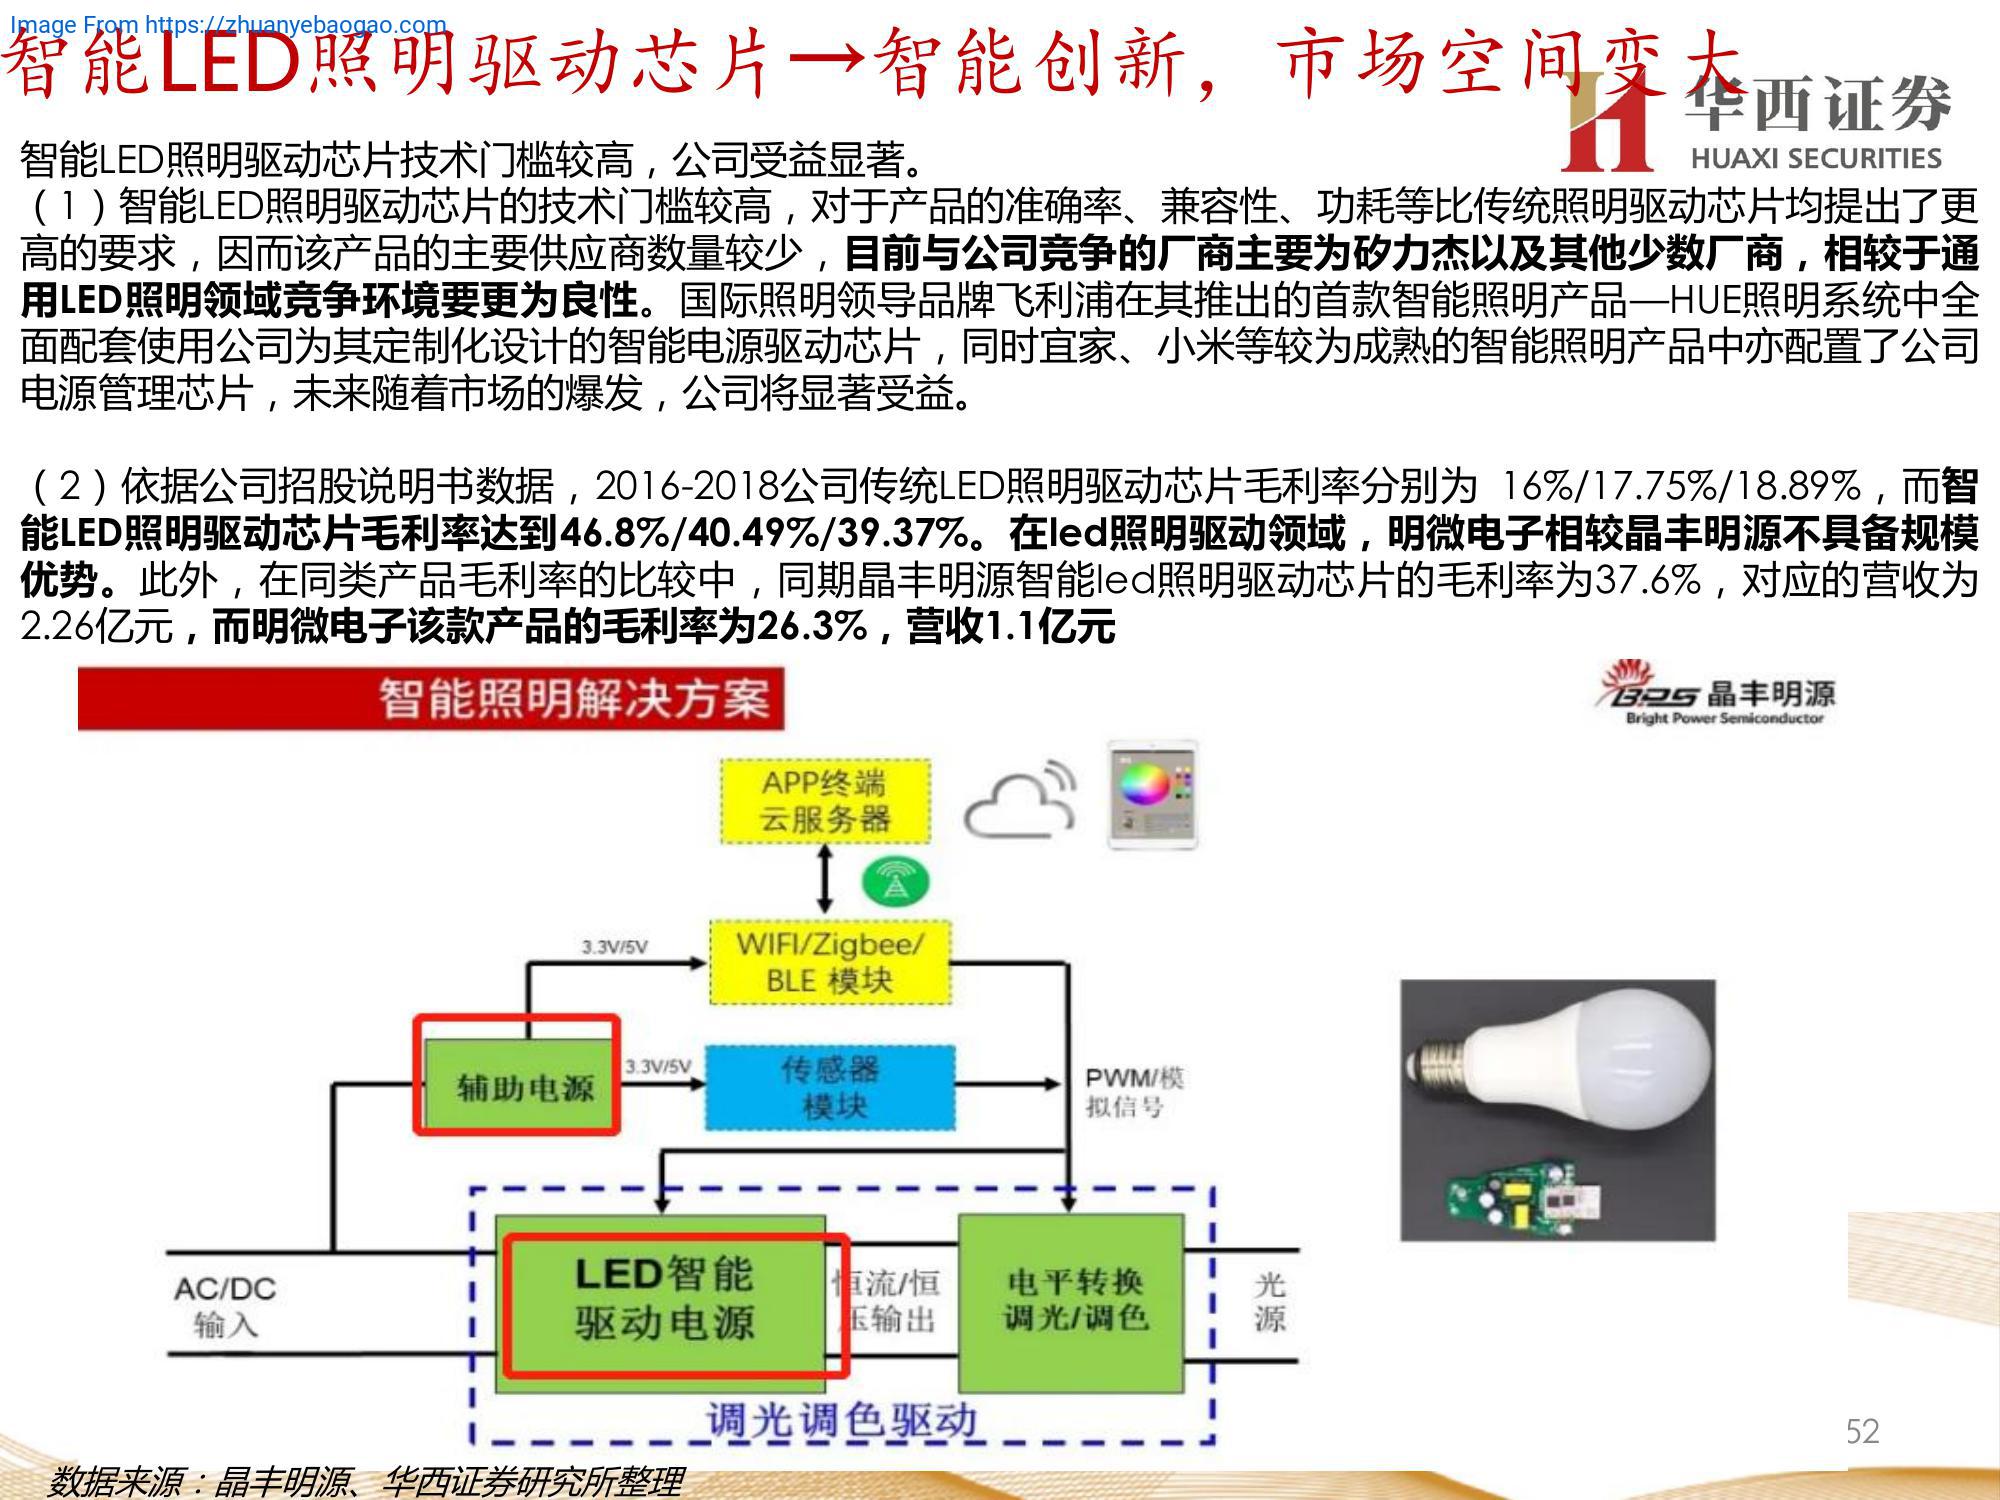 Image From https://zhuanyebaogao.com
智能LED照明驱动芯片→智能创新，市场空间变大
华西证券
HUAXI SECURITIES
智能LED照明驱动芯片技术门槛较高，公司受益显著。
（1）智能LED照明驱动芯片的技术门槛较高，对于产品的准确率、兼容性、功耗等比传统照明驱动芯片均提出了更
高的要求，因而该产品的主要供应商数量较少，目前与公司竞争的厂商主要为矽力杰以及其他少数厂商，相较于通
用LED照明领域竞争环境要更为良性。国际照明领导品牌飞利浦在其推出的首款智能照明产品—HUE照明系统中全
面配套使用公司为其定制化设计的智能电源驱动芯片，同时宜家、小米等较为成熟的智能照明产品中亦配置了公司
电源管理芯片，未来随着市场的爆发，公司将显著受益。
（2）依据公司招股说明书数据，2016-2018公司传统LED照明驱动芯片毛利率分别为 16%/17.75%/18.89%，而智
能LED照明驱动芯片毛利率达到46.8%/40.49%/39.37%。在led照明驱动领域，明微电子相较晶丰明源不具备规模
优势。此外，在同类产品毛利率的比较中，同期晶丰明源智能led照明驱动芯片的毛利率为37.6%，对应的营收为
2.26亿元，而明微电子该款产品的毛利率为26.3%，营收1.1亿元
智能照明解决方案
BPS 晶丰明源
Bright Power Semiconductor
APP终端
云服务器
3.3V/5V
WIFI/Zigbee/
BLE 模块
辅助电源
3.3V/5V
传感器
模块
PWM/模
拟信号
AC/DC
输入
LED智能
驱动电源
恒流/恒
压输出
电平转换
调光/调色
光
源
调光调色驱动
52
数据来源：晶丰明源、华西证券研究所整理